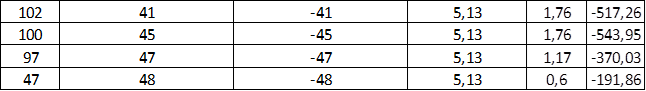 102 41 -41 5,13 1,76 -517,26
100 45 -45 5,13 1,76 -543,95
97 47 -47 5,13 1,17 -370,03
47 48 -48 5,13 0,6 -191,86